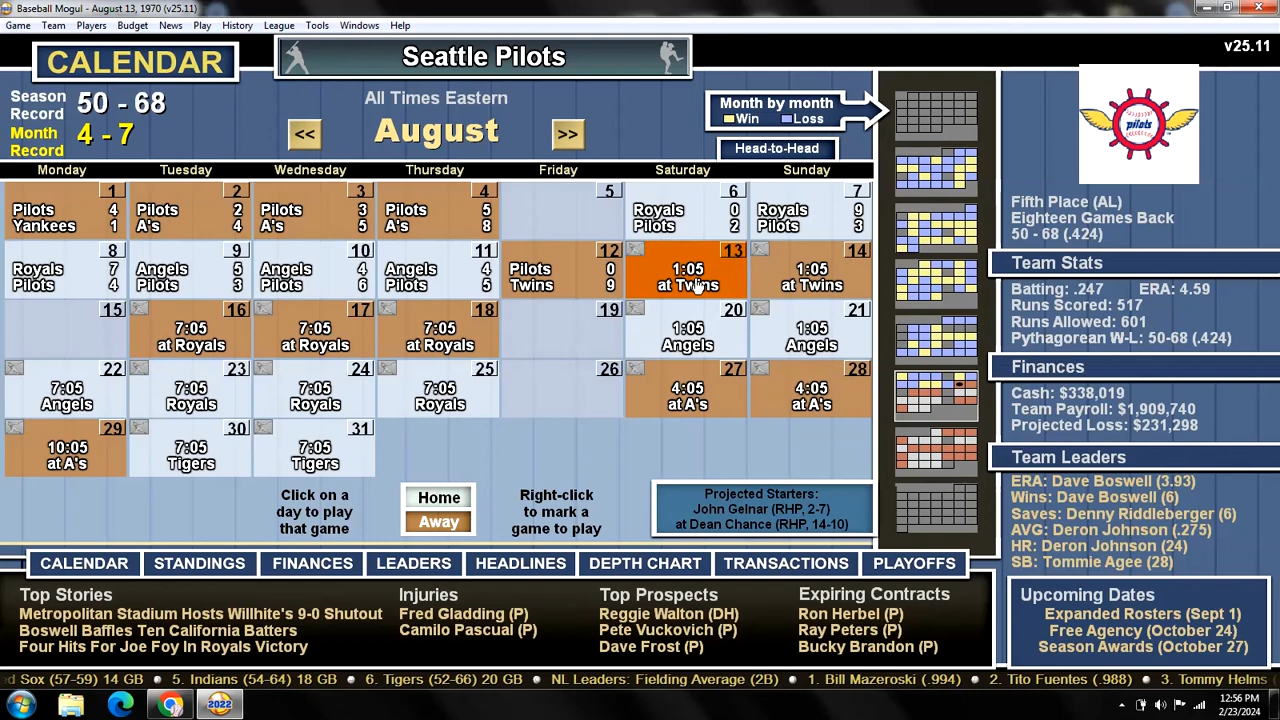 Baseball Mogul - August 13, 1970 (v25.11)
Game Team Players Budget News Play History League Tools Windows Help
CALENDAR
Seattle Pilots
v25.11
Season Record 50 - 68
Month Record 4 - 7
All Times Eastern
<< August >>
Month by month
Win Loss
Head-to-Head
Monday Tuesday Wednesday Thursday Friday Saturday Sunday
1 2 3 4 5 6 7
Pilots 4 Pilots 2 Pilots 3 Pilots 5 Royals 0 Royals 9
Yankees 1 A's 4 A's 5 A's 8 Pilots 2 Pilots 3
8 9 10 11 12 13 14
Royals 7 Angels 5 Angels 4 Angels 4 Pilots 0 1:05 1:05
Pilots 4 Pilots 3 Pilots 6 Pilots 5 Twins 9 at Twins at Twins
15 16 17 18 19 20 21
7:05 7:05 7:05 1:05 1:05
at Royals at Royals at Royals Angels Angels
22 23 24 25 26 27 28
7:05 7:05 7:05 7:05 4:05 4:05
Angels Royals Royals Royals at A's at A's
29 30 31
10:05 7:05 7:05
at A's Tigers Tigers
Click on a
day to play
that game
Home
Away
Right-click
to mark a
game to play
Projected Starters:
John Gelnar (RHP, 2-7)
at Dean Chance (RHP, 14-10)
pilots
Fifth Place (AL)
Eighteen Games Back
50 - 68 (.424)
Team Stats
Batting: .247 ERA: 4.59
Runs Scored: 517
Runs Allowed: 601
Pythagorean W-L: 50-68 (.424)
Finances
Cash: $338,019
Team Payroll: $1,909,740
Projected Loss: $231,298
Team Leaders
ERA: Dave Boswell (3.93)
Wins: Dave Boswell (6)
Saves: Denny Riddleberger (6)
AVG: Deron Johnson (.275)
HR: Deron Johnson (24)
SB: Tommie Agee (28)
CALENDAR STANDINGS FINANCES LEADERS HEADLINES DEPTH CHART TRANSACTIONS PLAYOFFS
Top Stories
Metropolitan Stadium Hosts Willhite's 9-0 Shutout
Boswell Baffles Ten California Batters
Four Hits For Joe Foy In Royals Victory
Injuries
Fred Gladding (P)
Camilo Pascual (P)
Top Prospects
Reggie Walton (DH)
Pete Vuckovich (P)
Dave Frost (P)
Expiring Contracts
Ron Herbel (P)
Ray Peters (P)
Bucky Brandon (P)
Upcoming Dates
Expanded Rosters (Sept 1)
Free Agency (October 24)
Season Awards (October 27)
d Sox (57-59) 14 GB • 5. Indians (54-64) 18 GB • 6. Tigers (52-66) 20 GB • NL Leaders: Fielding Average (2B) • 1. Bill Mazeroski (.994) • 2. Tito Fuentes (.988) • 3. Tommy Helms (
2022
12:56 PM
2/23/2024